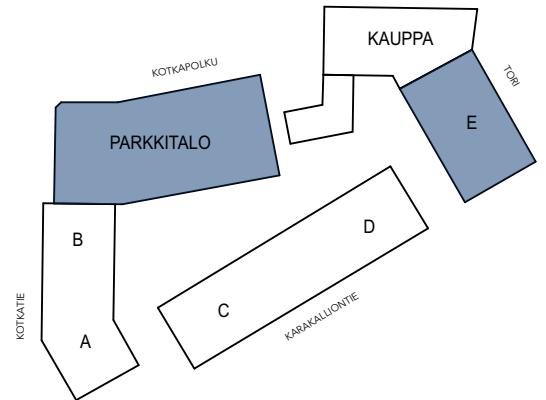 KAUPPA
KOTKAPOLKU
TORI
E
PARKKITALO
B
D
C
KOTKATIE
A
KARAKALLIONTIE